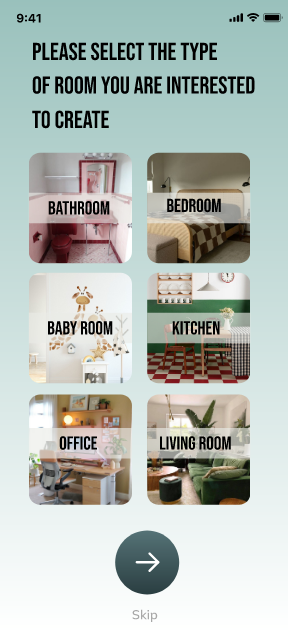 9:41
PLEASE SELECT THE TYPE
OF ROOM YOU ARE INTERESTED
TO CREATE
BATHROOM
BEDROOM
BABY ROOM
KITCHEN
OFFICE
LIVING ROOM
Skip